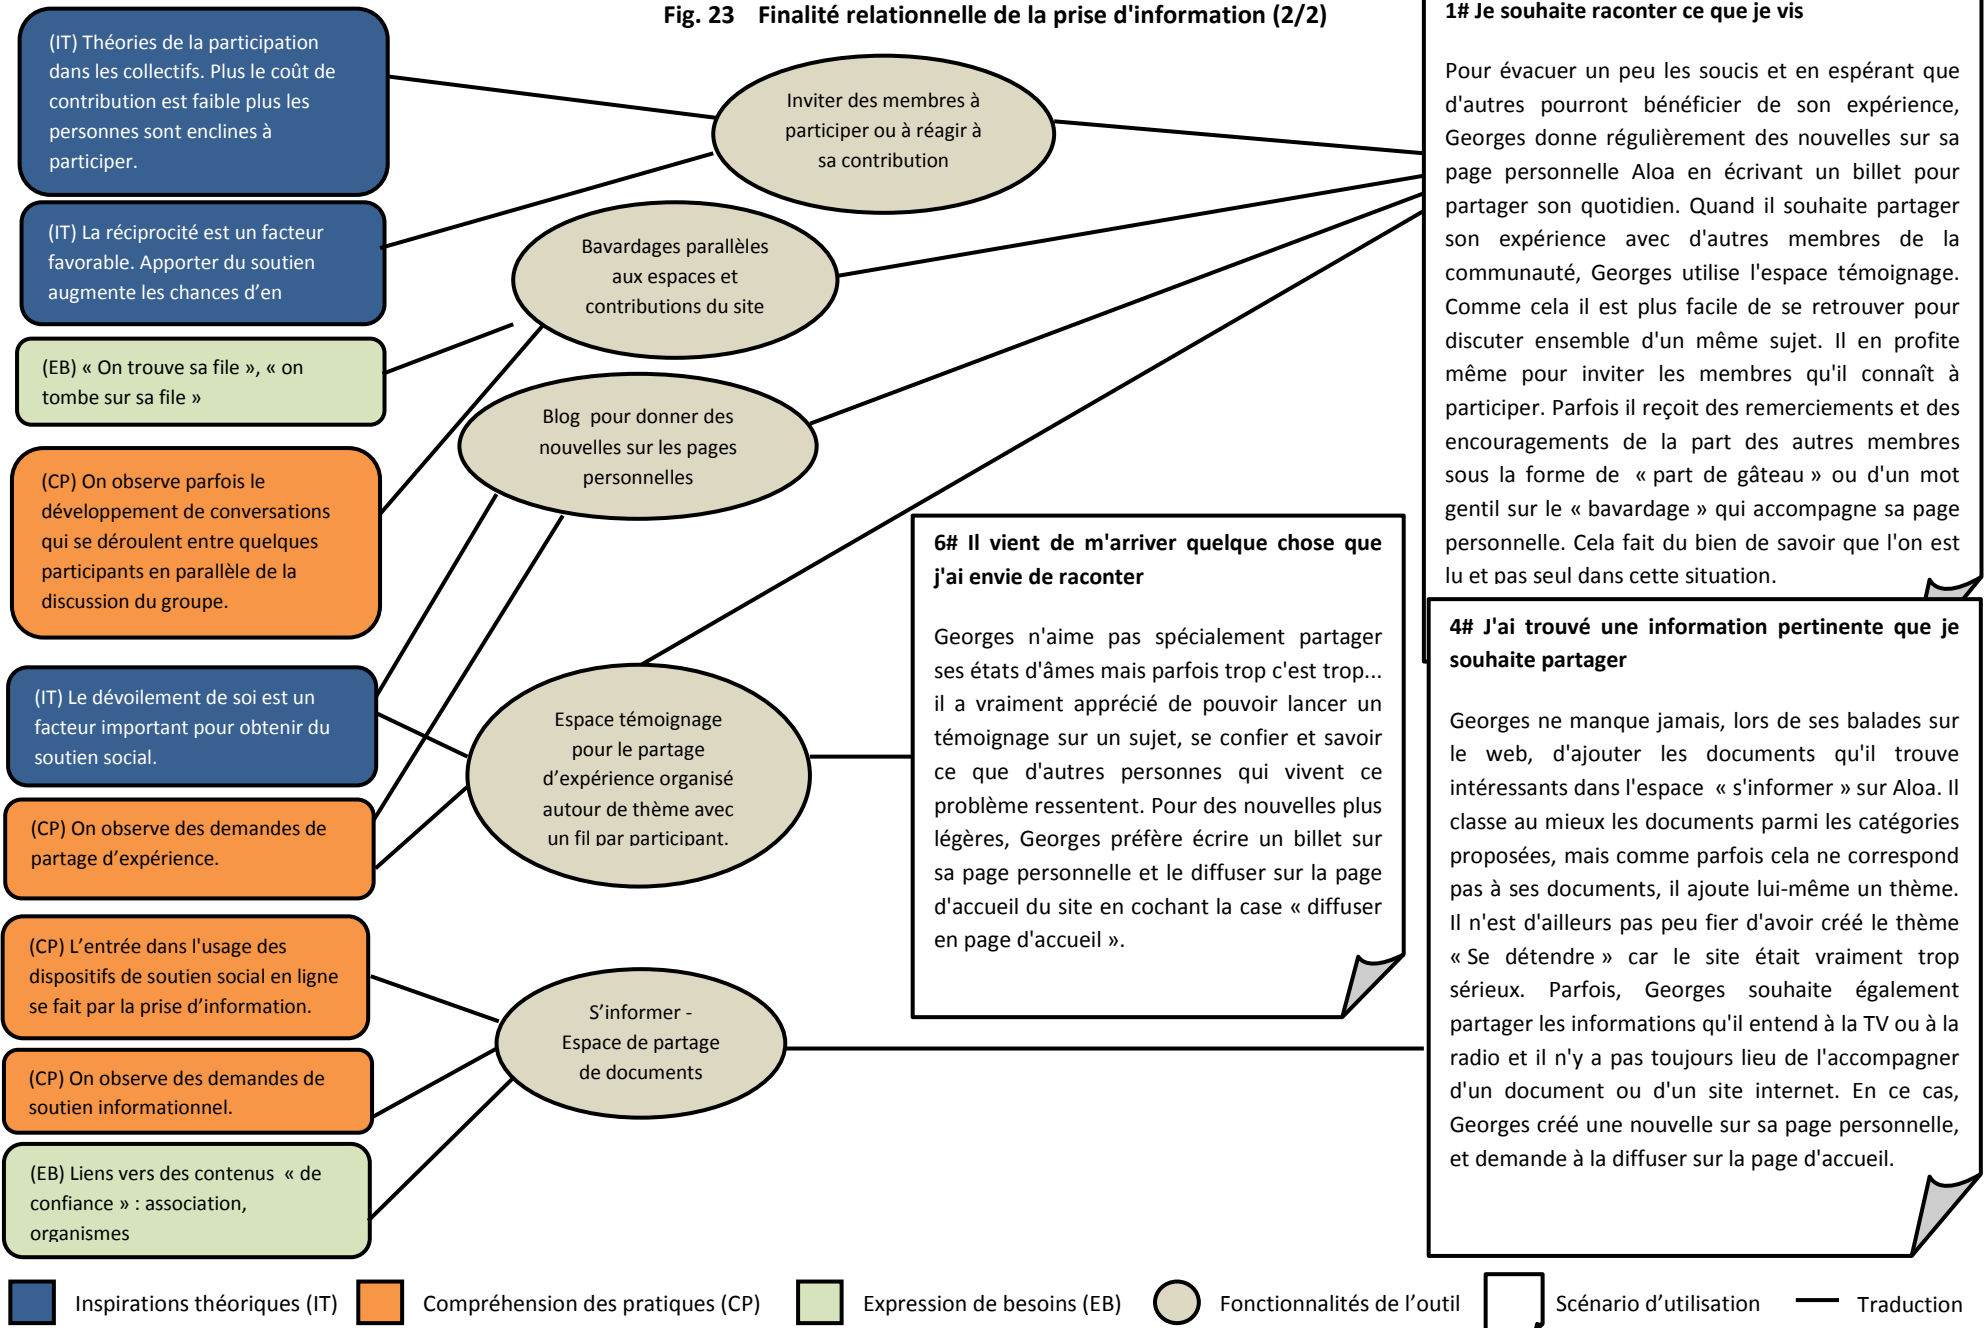 Fig. 23 Finalité relationnelle de la prise d'information (2/2)
(IT) Théories de la participation
dans les collectifs. Plus le coût de
contribution est faible plus les
personnes sont enclines à
participer.
(IT) La réciprocité est un facteur
favorable. Apporter du soutien
augmente les chances d’en
(EB) « On trouve sa file », « on
tombe sur sa file »
(CP) On observe parfois le
développement de conversations
qui se déroulent entre quelques
participants en parallèle de la
discussion du groupe.
(IT) Le dévoilement de soi est un
facteur important pour obtenir du
soutien social.
(CP) On observe des demandes de
partage d’expérience.
(CP) L’entrée dans l'usage des
dispositifs de soutien social en ligne
se fait par la prise d’information.
(CP) On observe des demandes de
soutien informationnel.
(EB) Liens vers des contenus « de
confiance » : association,
organismes
Inviter des membres à
participer ou à réagir à
sa contribution
Bavardages parallèles
aux espaces et
contributions du site
Blog pour donner des
nouvelles sur les pages
personnelles
Espace témoignage
pour le partage
d’expérience organisé
autour de thème avec
un fil par participant.
S’informer -
Espace de partage
de documents
6# Il vient de m'arriver quelque chose que
j'ai envie de raconter
Georges n'aime pas spécialement partager
ses états d'âmes mais parfois trop c'est trop...
il a vraiment apprécié de pouvoir lancer un
témoignage sur un sujet, se confier et savoir
ce que d'autres personnes qui vivent ce
problème ressentent. Pour des nouvelles plus
légères, Georges préfère écrire un billet sur
sa page personnelle et le diffuser sur la page
d'accueil du site en cochant la case « diffuser
en page d'accueil ».
1# Je souhaite raconter ce que je vis
Pour évacuer un peu les soucis et en espérant que
d'autres pourront bénéficier de son expérience,
Georges donne régulièrement des nouvelles sur sa
page personnelle Aloa en écrivant un billet pour
partager son quotidien. Quand il souhaite partager
son expérience avec d'autres membres de la
communauté, Georges utilise l'espace témoignage.
Comme cela il est plus facile de se retrouver pour
discuter ensemble d'un même sujet. Il en profite
même pour inviter les membres qu'il connaît à
participer. Parfois il reçoit des remerciements et des
encouragements de la part des autres membres
sous la forme de « part de gâteau » ou d'un mot
gentil sur le « bavardage » qui accompagne sa page
personnelle. Cela fait du bien de savoir que l'on est
lu et pas seul dans cette situation.
4# J'ai trouvé une information pertinente que je
souhaite partager
Georges ne manque jamais, lors de ses balades sur
le web, d'ajouter les documents qu'il trouve
intéressants dans l'espace « s'informer » sur Aloa. Il
classe au mieux les documents parmi les catégories
proposées, mais comme parfois cela ne correspond
pas à ses documents, il ajoute lui-même un thème.
Il n'est d'ailleurs pas peu fier d'avoir créé le thème
« Se détendre » car le site était vraiment trop
sérieux. Parfois, Georges souhaite également
partager les informations qu'il entend à la TV ou à la
radio et il n'y a pas toujours lieu de l'accompagner
d'un document ou d'un site internet. En ce cas,
Georges créé une nouvelle sur sa page personnelle,
et demande à la diffuser sur la page d'accueil.
Inspirations théoriques (IT)
Compréhension des pratiques (CP)
Expression de besoins (EB)
Fonctionnalités de l’outil
Scénario d’utilisation
Traduction